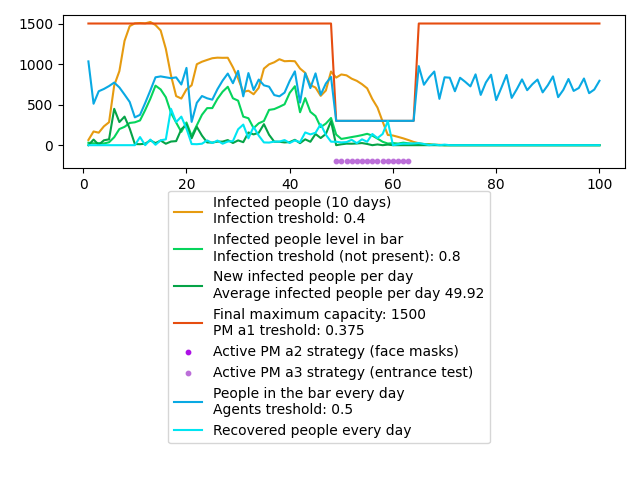 1500
1000
500
0
0 20 40 60 80 100
Infected people (10 days)
Infection treshold: 0.4
Infected people level in bar
Infection treshold (not present): 0.8
New infected people per day
Average infected people per day 49.92
Final maximum capacity: 1500
PM a1 treshold: 0.375
Active PM a2 strategy (face masks)
Active PM a3 strategy (entrance test)
People in the bar every day
Agents treshold: 0.5
Recovered people every day